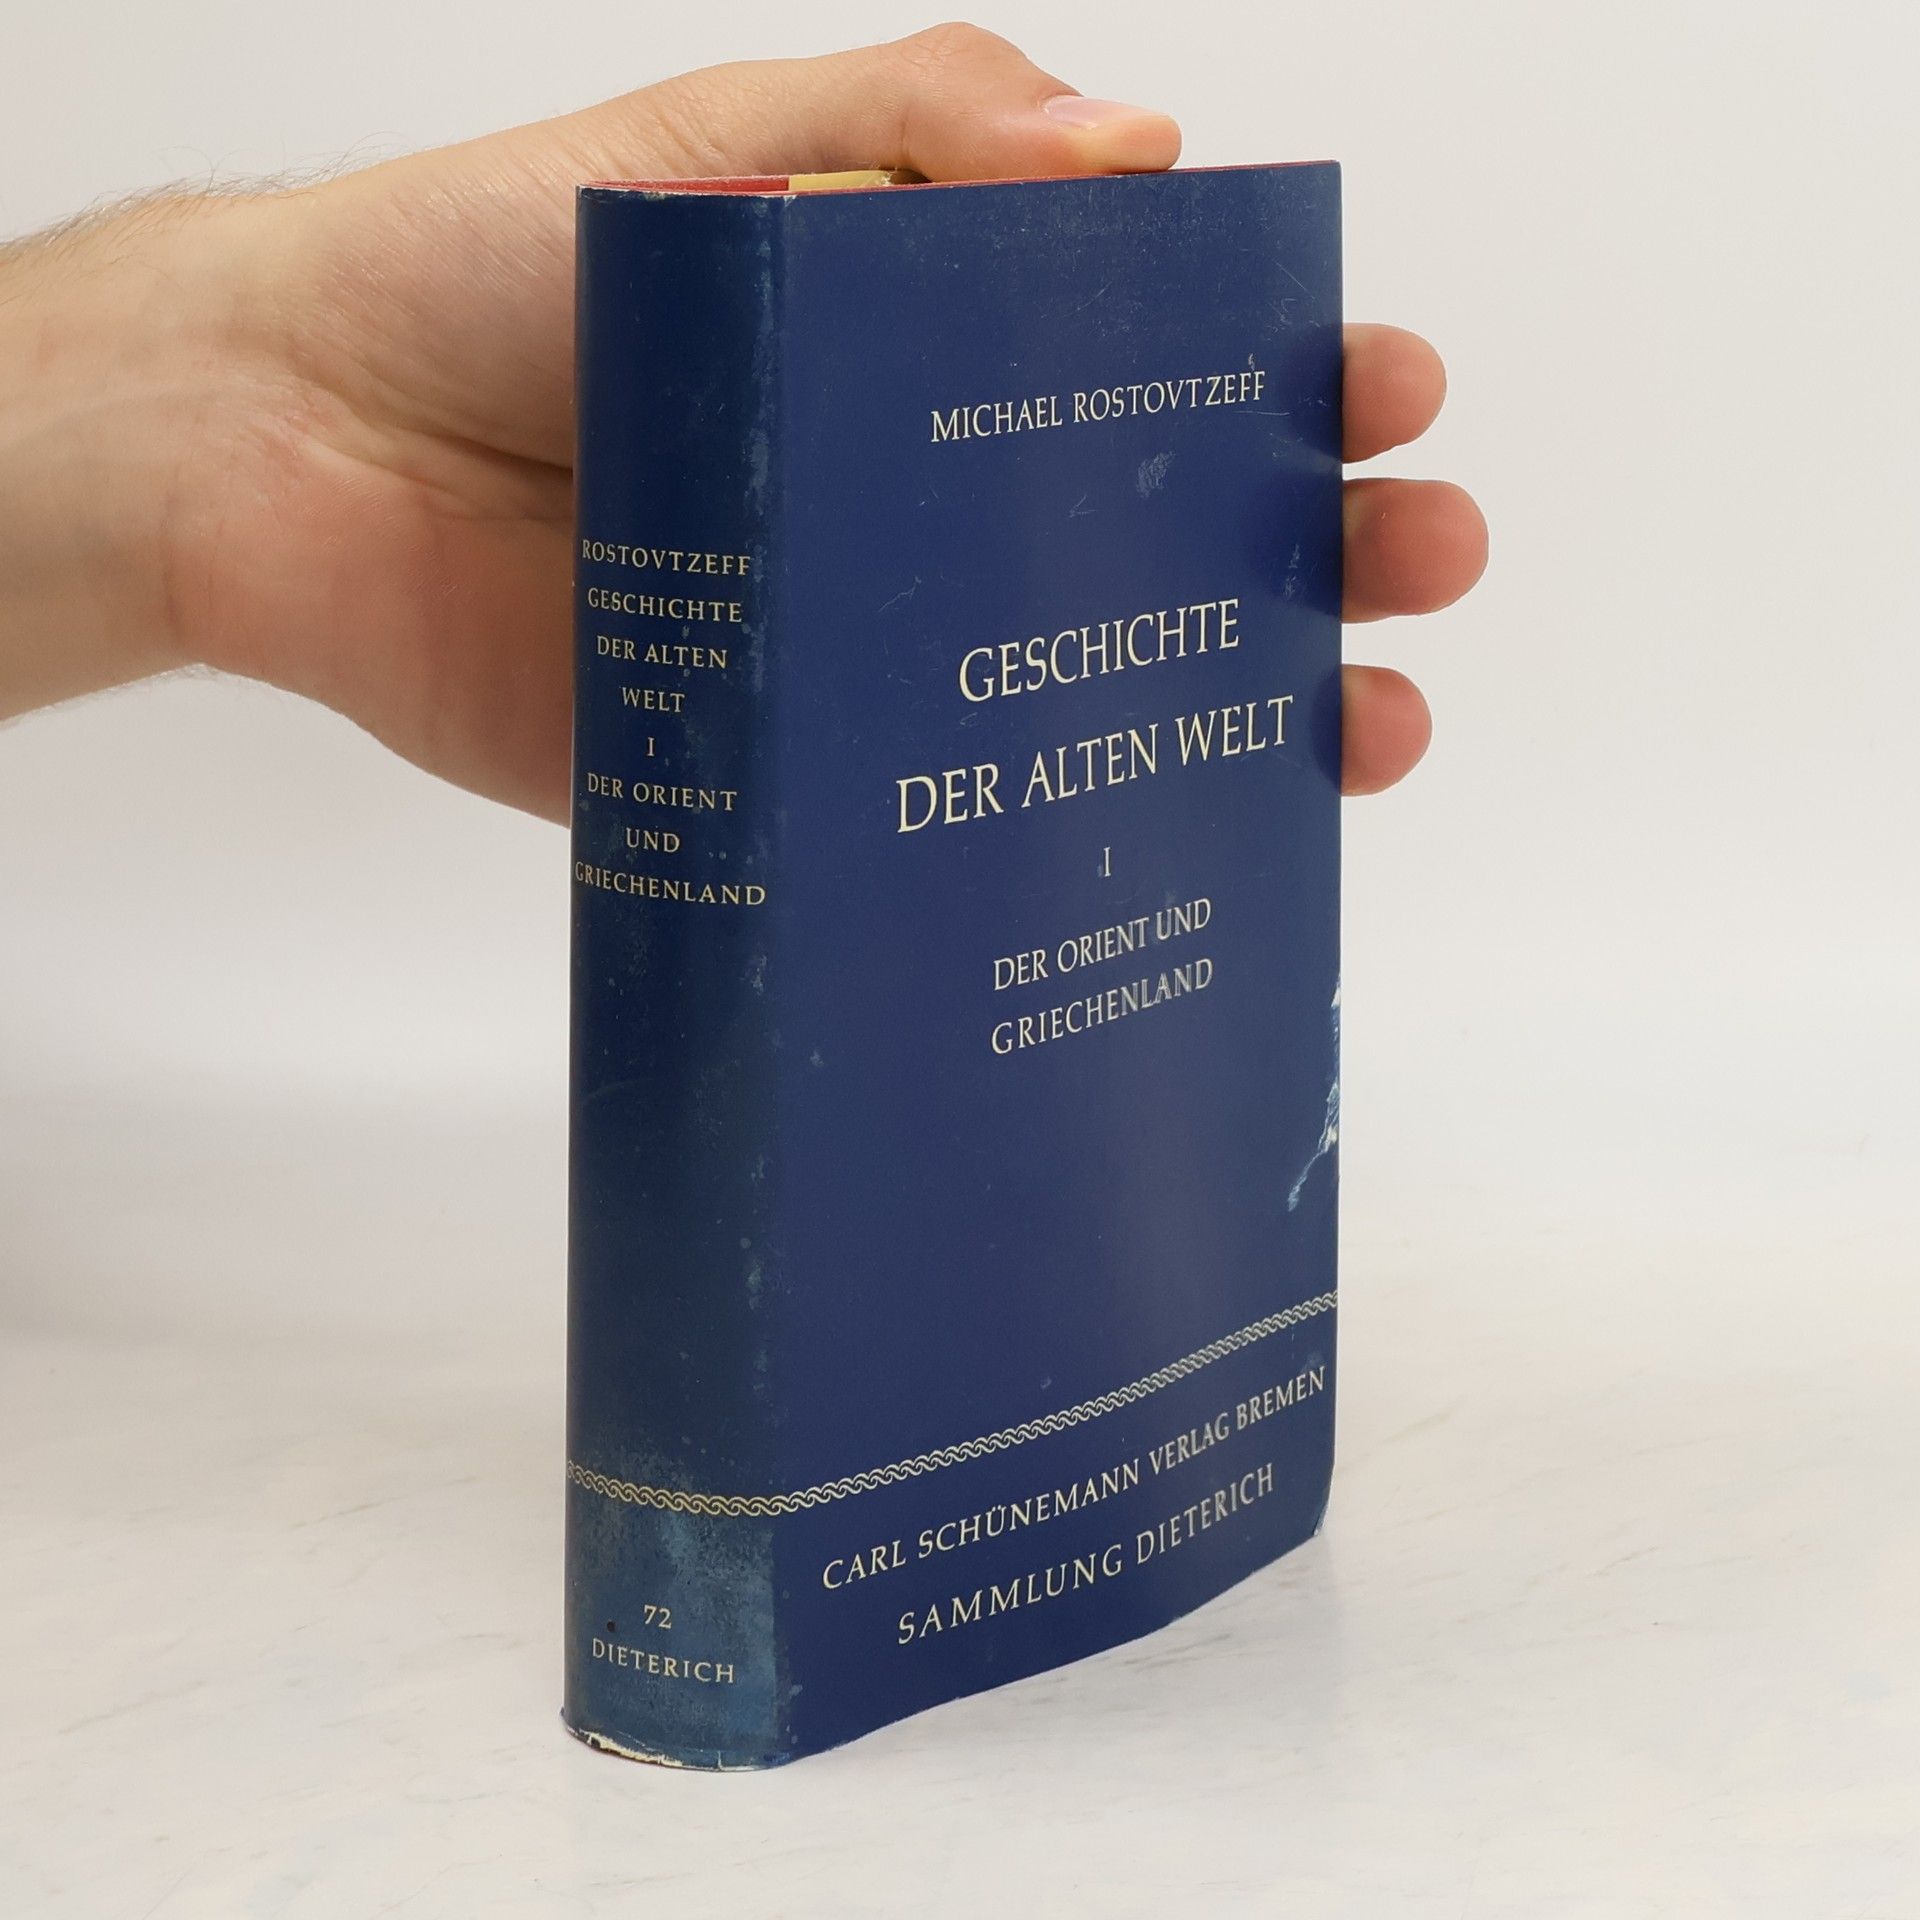 ROSTOVTZEFF
GESCHICHTE
DER ALTEN
WELT
I
DER ORIENT
UND
GRIECHENLAND
72
DIETERICH
MICHAEL ROSTOVTZEFF
GESCHICHTE
DER ALTEN WELT
I
DER ORIENT UND
GRIECHENLAND
CARL SCHÜNEMANN VERLAG BREMEN
SAMMLUNG DIETERICH